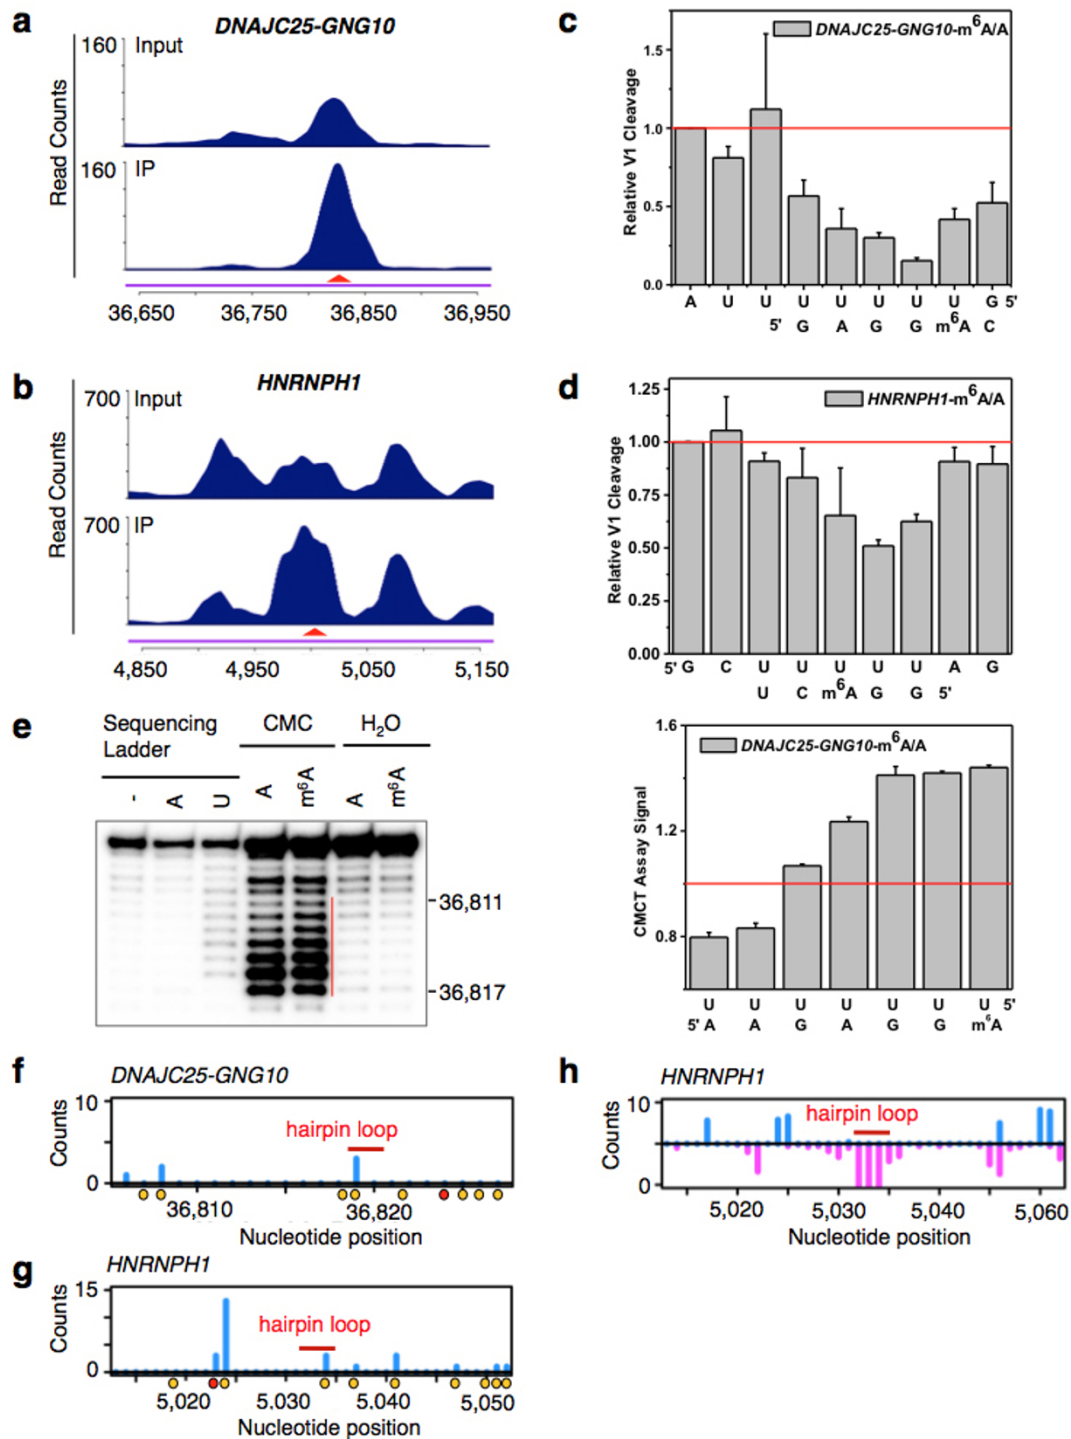 a
DNAJC25-GNG10
160
Input
Read Counts
160
IP
36,650 36,750 36,850 36,950
b
HNRNPH1
700
Input
Read Counts
700
IP
4,850 4,950 5,050 5,150
c
DNAJC25-GNG10-m6A/A
Relative V1 Cleavage
1.5
1.0
0.5
0.0
A U U U U U U U G 5'
5' G A G G m6A C
d
HNRNPH1-m6A/A
Relative V1 Cleavage
1.25
1.00
0.75
0.50
0.25
0.00
5' G C U U U U U A G
U C m6A G G 5'
e
Sequencing Ladder
CMC
H2O
- A U A m6A A m6A
36,811
36,817
DNAJC25-GNG10-m6A/A
CMCT Assay Signal
1.6
1.2
0.8
U U U U U U U 5'
5' A A G A G G m6A
f
DNAJC25-GNG10
Counts
10
0
hairpin loop
36,810 36,820
Nucleotide position
g
HNRNPH1
Counts
15
0
hairpin loop
5,020 5.030 5.040 5,050
Nucleotide position
h
HNRNPH1
Counts
10
0
hairpin loop
5,020 5,030 5,040 5,060
Nucleotide position